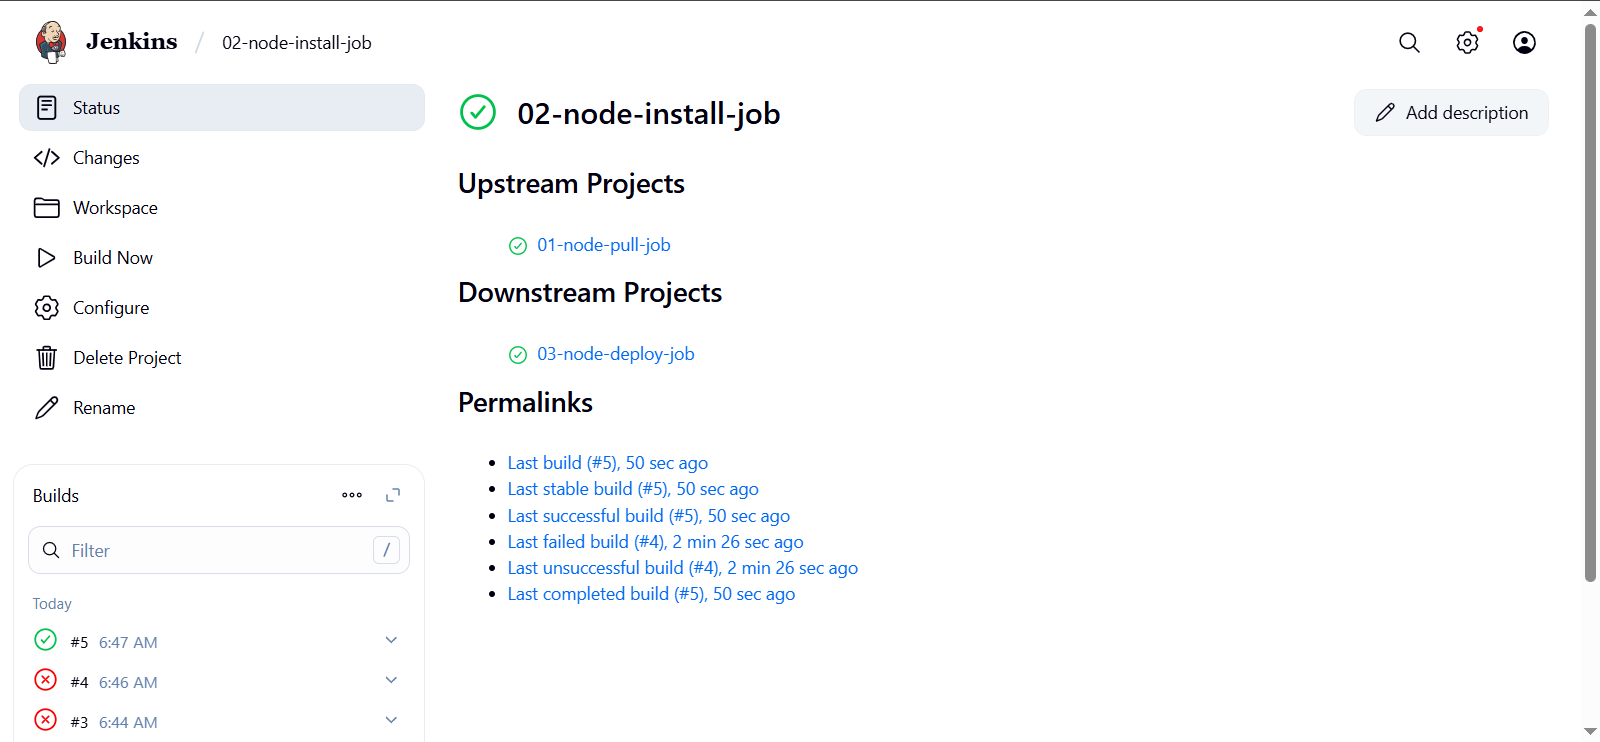 Jenkins / 02-node-install-job
Status
Changes
Workspace
Build Now
Configure
Delete Project
Rename
Builds
Filter /
Today
#5 6:47 AM
#4 6:46 AM
#3 6:44 AM
02-node-install-job
Add description
Upstream Projects
01-node-pull-job
Downstream Projects
03-node-deploy-job
Permalinks
Last build (#5), 50 sec ago
Last stable build (#5), 50 sec ago
Last successful build (#5), 50 sec ago
Last failed build (#4), 2 min 26 sec ago
Last unsuccessful build (#4), 2 min 26 sec ago
Last completed build (#5), 50 sec ago